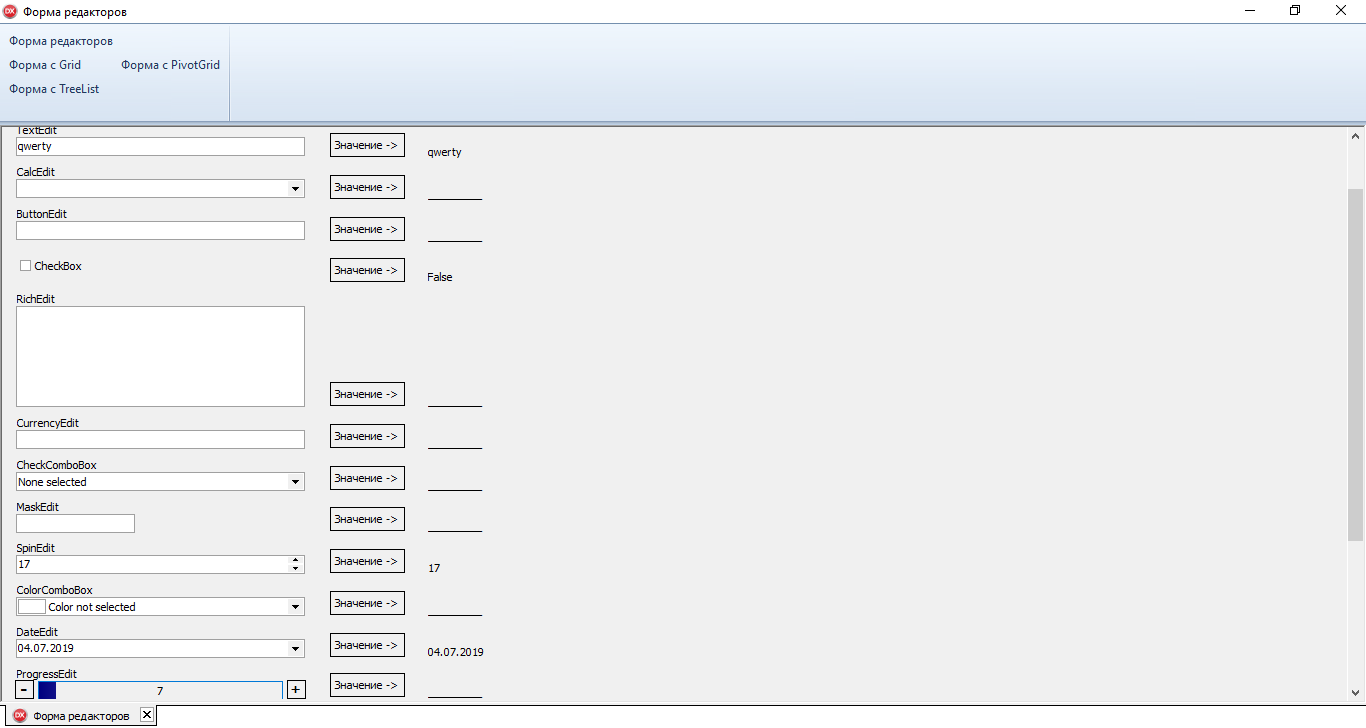 Форма редакторов
Форма редакторов
Форма с Grid Форма с PivotGrid
Форма с TreeList
TextEdit
qwerty Значение -> qwerty
CalcEdit
Значение ->
ButtonEdit
Значение ->
CheckBox Значение -> False
RichEdit
Значение ->
CurrencyEdit
Значение ->
CheckComboBox
None selected Значение ->
MaskEdit
Значение ->
SpinEdit
17 Значение -> 17
ColorComboBox
Color not selected Значение ->
DateEdit
04.07.2019 Значение -> 04.07.2019
ProgressEdit
- 7 + Значение ->
DX Форма редакторов